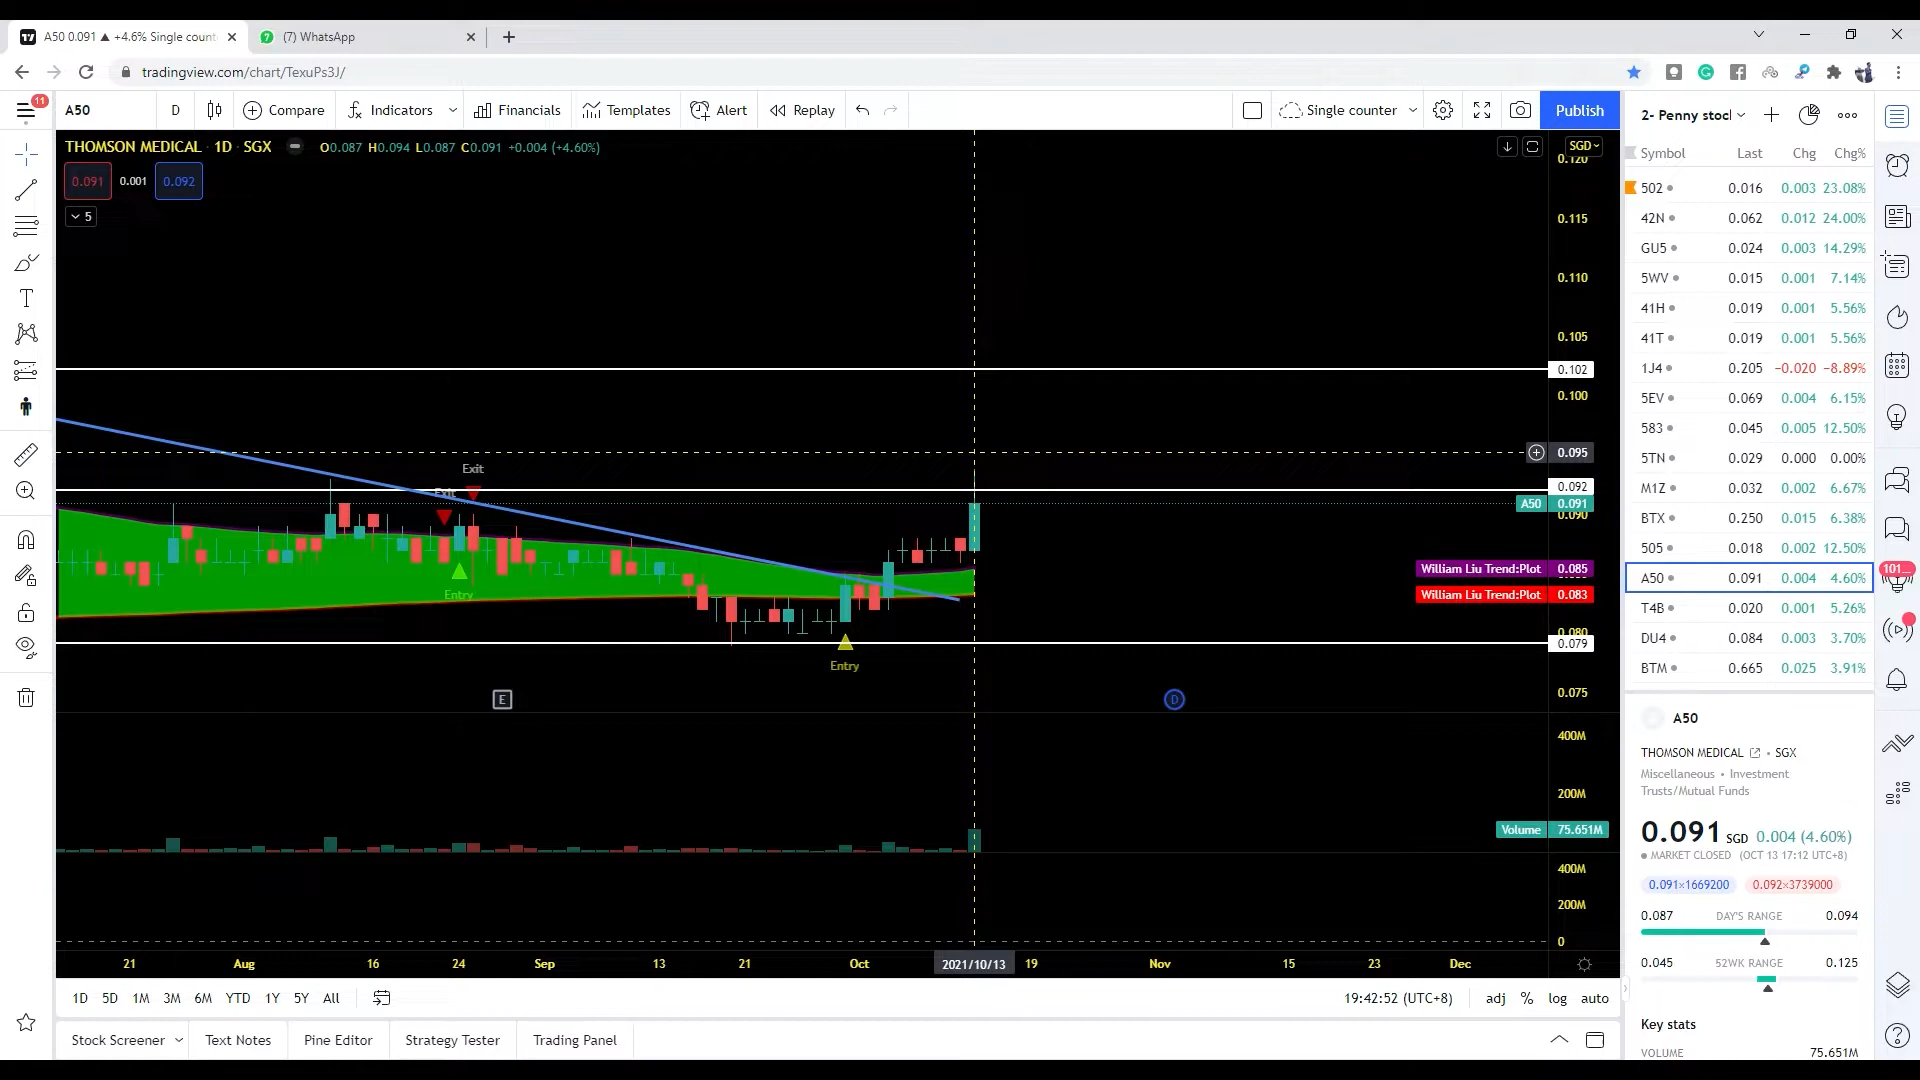 A50 0.091 ▲ +4.6% Single count
(7) WhatsApp
tradingview.com/chart/TexuPs3J/
11
A50
D
Compare
Indicators
Financials
Templates
Alert
Replay
Single counter
Publish
THOMSON MEDICAL · 1D · SGX
O0.087 H0.094 L0.087 C0.091 +0.004 (+4.60%)
0.091
0.001
0.092
5
SGD
0.120
0.115
0.110
0.105
0.102
0.100
0.095
0.092
A50 0.091
0.090
William Liu Trend:Plot 0.085
William Liu Trend:Plot 0.083
0.080
0.079
0.075
Exit
Exit
Entry
Entry
E
D
400M
200M
Volume 75.651M
400M
200M
0
21 Aug 16 24 Sep 13 21 Oct 2021/10/13 19 Nov 15 23 Dec
1D 5D 1M 3M 6M YTD 1Y 5Y All
19:42:52 (UTC+8)
adj % log auto
Stock Screener
Text Notes
Pine Editor
Strategy Tester
Trading Panel
2- Penny stocl
Symbol Last Chg Chg%
502 0.016 0.003 23.08%
42N 0.062 0.012 24.00%
GU5 0.024 0.003 14.29%
5WV 0.015 0.001 7.14%
41H 0.019 0.001 5.56%
41T 0.019 0.001 5.56%
1J4 0.205 −0.020 −8.89%
5EV 0.069 0.004 6.15%
583 0.045 0.005 12.50%
5TN 0.029 0.000 0.00%
M1Z 0.032 0.002 6.67%
BTX 0.250 0.015 6.38%
505 0.018 0.002 12.50%
A50 0.091 0.004 4.60%
T4B 0.020 0.001 5.26%
DU4 0.084 0.003 3.70%
BTM 0.665 0.025 3.91%
A50
THOMSON MEDICAL • SGX
Miscellaneous • Investment
Trusts/Mutual Funds
0.091 SGD 0.004 (4.60%)
MARKET CLOSED (OCT 13 17:12 UTC+8)
0.091×1669200
0.092×3739000
0.087 DAY'S RANGE 0.094
0.045 52WK RANGE 0.125
Key stats
VOLUME 75.651M
101...